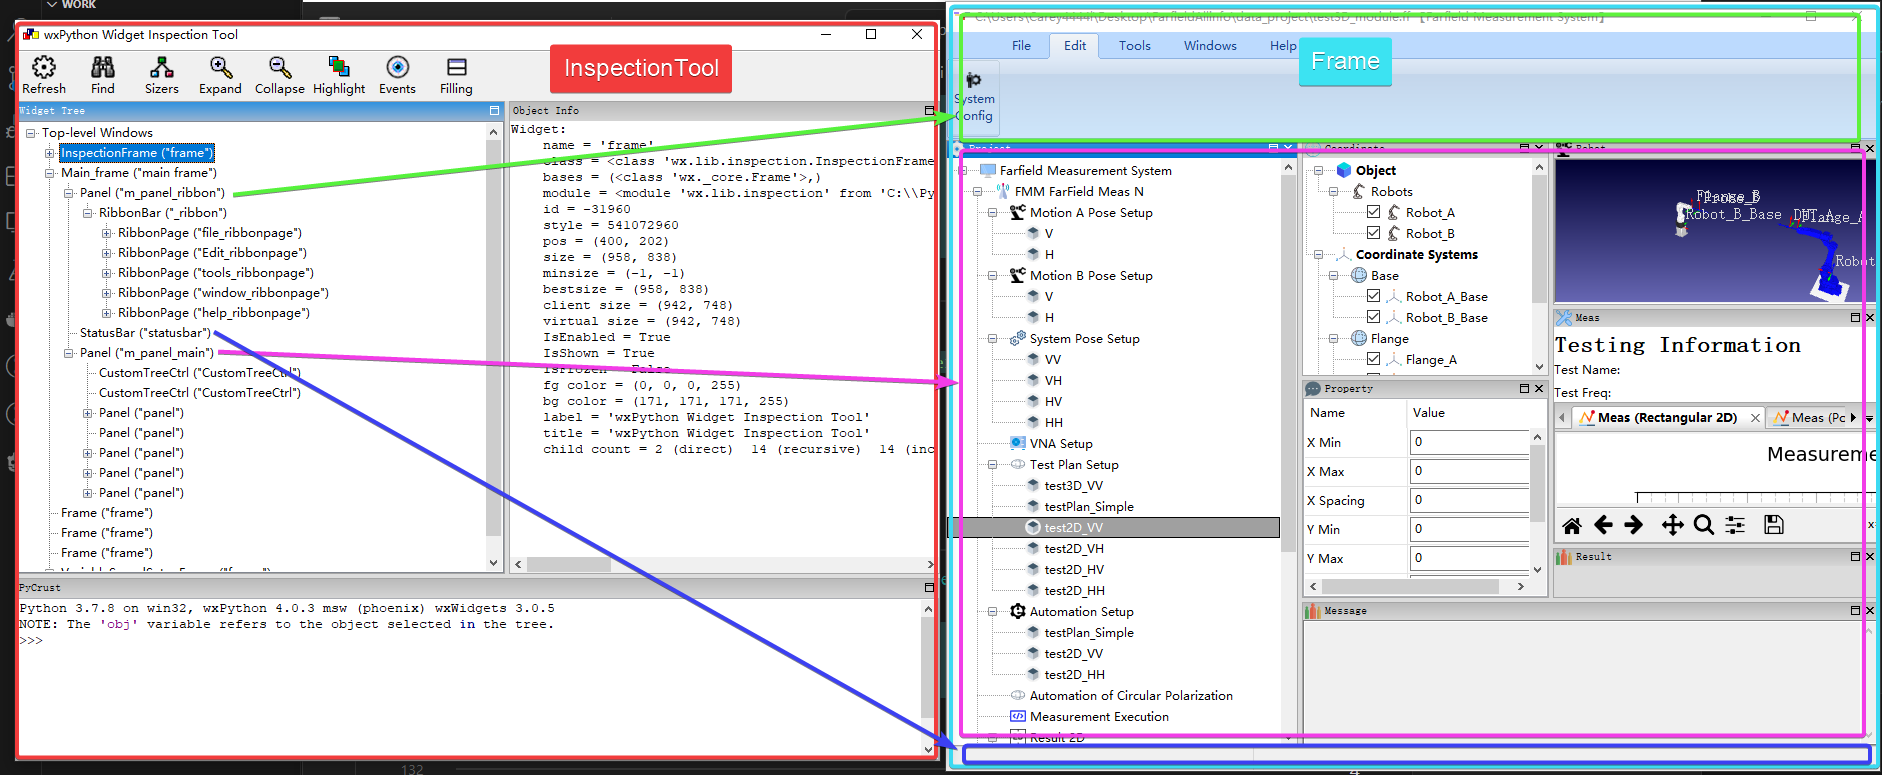 WORK
wxPython Widget Inspection Tool
InspectionTool
Refresh Find Sizers Expand Collapse Highlight Events Filling
Widget Tree
Top-level Windows
InspectionFrame ("frame")
Main_frame ("main frame")
Panel ("m_panel_ribbon")
RibbonBar ("_ribbon")
RibbonPage ("file_ribbonpage")
RibbonPage ("Edit_ribbonpage")
RibbonPage ("tools_ribbonpage")
RibbonPage ("window_ribbonpage")
RibbonPage ("help_ribbonpage")
StatusBar ("statusbar")
Panel ("m_panel_main")
CustomTreeCtrl ("CustomTreeCtrl")
CustomTreeCtrl ("CustomTreeCtrl")
Panel ("panel")
Panel ("panel")
Panel ("panel")
Panel ("panel")
Panel ("panel")
Frame ("frame")
Frame ("frame")
Frame ("frame")
Object Info
Widget:
name = 'frame'
class = <class 'wx.lib.inspection.InspectionFrame
bases = (<class 'wx._core.Frame'>,)
module = <module 'wx.lib.inspection' from 'C:\\Py
id = -31960
style = 541072960
pos = (400, 202)
size = (958, 838)
minsize = (-1, -1)
bestsize = (958, 838)
client size = (942, 748)
virtual size = (942, 748)
IsEnabled = True
IsShown = True
IsFrozen = False
fg color = (0, 0, 0, 255)
bg color = (171, 171, 171, 255)
label = 'wxPython Widget Inspection Tool'
title = 'wxPython Widget Inspection Tool'
child count = 2 (direct) 14 (recursive) 14 (inc
PyCrust
Python 3.7.8 on win32, wxPython 4.0.3 msw (phoenix) wxWidgets 3.0.5
NOTE: The 'obj' variable refers to the object selected in the tree.
>>>
132
C:\Users\Carey4444\Desktop\FarfieldAllInfo\data_project\test3D_module.ff 【Farfield Measurement System】
File Edit Tools Windows Help
Frame
System
Config
Project
Farfield Measurement System
FMM FarField Meas N
Motion A Pose Setup
V
H
Motion B Pose Setup
V
H
System Pose Setup
VV
VH
HV
HH
VNA Setup
Test Plan Setup
test3D_VV
testPlan_Simple
test2D_VV
test2D_VH
test2D_HV
test2D_HH
Automation Setup
testPlan_Simple
test2D_VV
test2D_HH
Automation of Circular Polarization
Measurement Execution
Result 2D
Coordinate
Object
Robots
Robot_A
Robot_B
Coordinate Systems
Base
Robot_A_Base
Robot_B_Base
Flange
Flange_A
Property
Name Value
X Min 0
X Max 0
X Spacing 0
Y Min 0
Y Max 0
Message
Robot
Robot_B_Base
Robot
Meas
Testing Information
Test Name:
Test Freq:
Meas (Rectangular 2D)
Meas (Pc
Measureme
Result